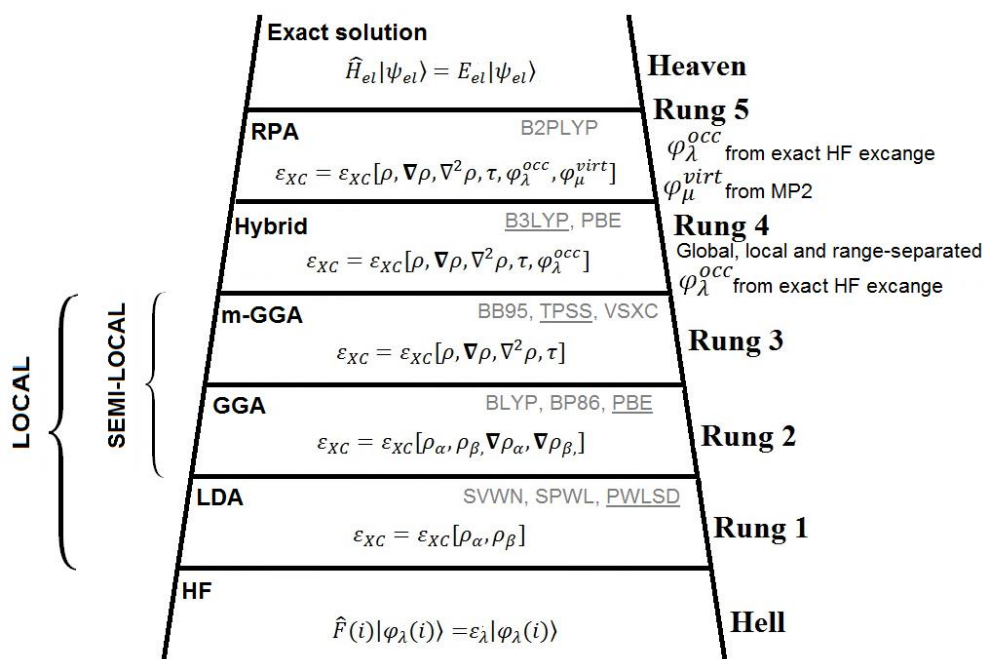 Exact solution
Ĥ_el|ψ_el⟩ = E_el|ψ_el⟩
Heaven
Rung 5
RPA
B2PLYP
ε_XC = ε_XC[ρ, ∇ρ, ∇²ρ, τ, φ_λ^occ, φ_μ^virt]
φ_λ^occ from exact HF excange
φ_μ^virt from MP2
Rung 4
Hybrid
B3LYP, PBE
Global, local and range-separated
ε_XC = ε_XC[ρ, ∇ρ, ∇²ρ, τ, φ_λ^occ]
φ_λ^occ from exact HF excange
m-GGA
BB95, TPSS, VSXC
Rung 3
ε_XC = ε_XC[ρ, ∇ρ, ∇²ρ, τ]
LOCAL
SEMI-LOCAL
GGA
BLYP, BP86, PBE
Rung 2
ε_XC = ε_XC[ρ_α, ρ_β, ∇ρ_α, ∇ρ_β,]
LDA
SVWN, SPWL, PWLSD
Rung 1
ε_XC = ε_XC[ρ_α, ρ_β]
HF
F̂(i)|φ_λ(i)⟩ =ε_λ|φ_λ(i)⟩
Hell